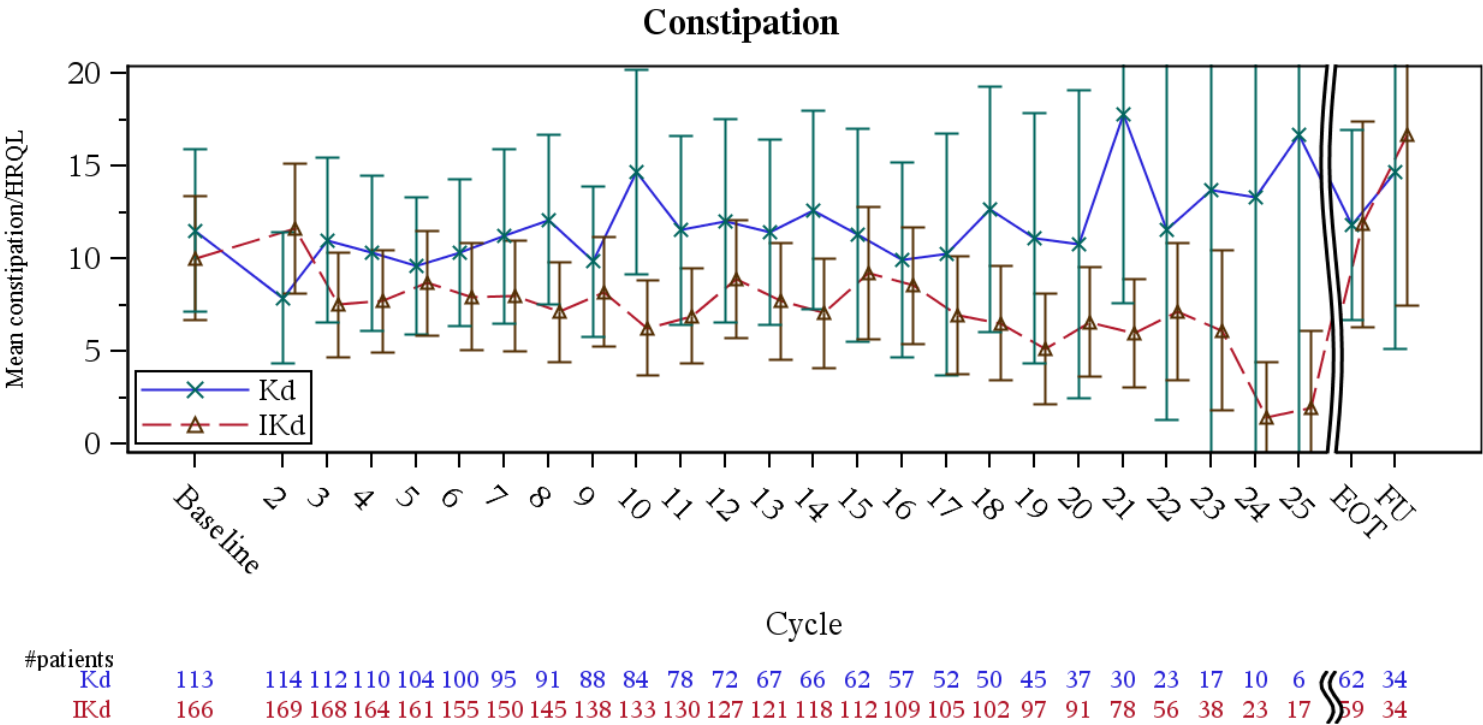 Constipation
Mean constipation/HRQL
20
15
10
5
0
Kd
IKd
Baseline 2 3 4 5 6 7 8 9 10 11 12 13 14 15 16 17 18 19 20 21 22 23 24 25 EOT FU
Cycle
#patients
Kd 113 114 112 110 104 100 95 91 88 84 78 72 67 66 62 57 52 50 45 37 30 23 17 10 6 62 34
IKd 166 169 168 164 161 155 150 145 138 133 130 127 121 118 112 109 105 102 97 91 78 56 38 23 17 59 34